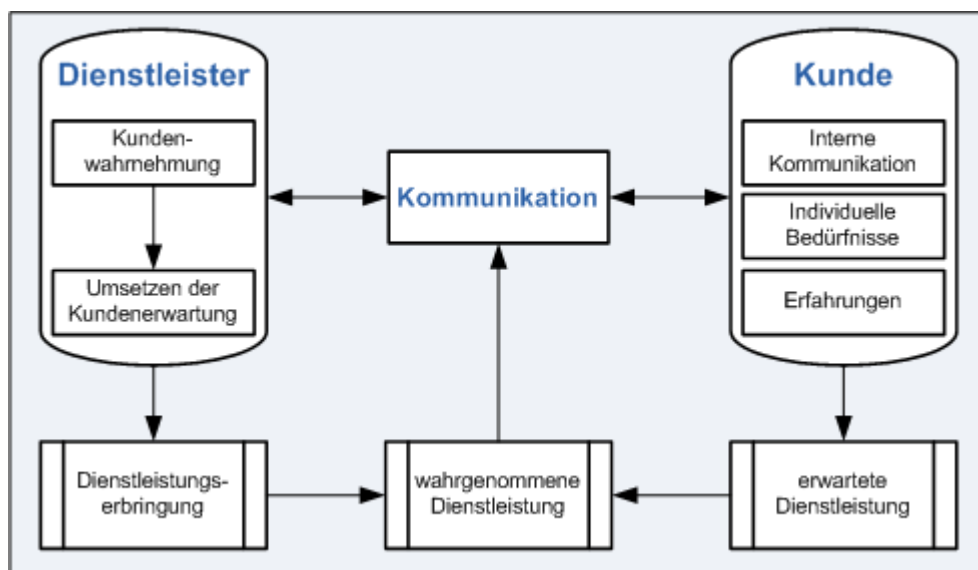 Dienstleister
Kunden-
wahrnehmung
Umsetzen der
Kundenerwartung
Kommunikation
Kunde
Interne
Kommunikation
Individuelle
Bedürfnisse
Erfahrungen
Dienstleistungs-
erbringung
wahrgenommene
Dienstleistung
erwartete
Dienstleistung